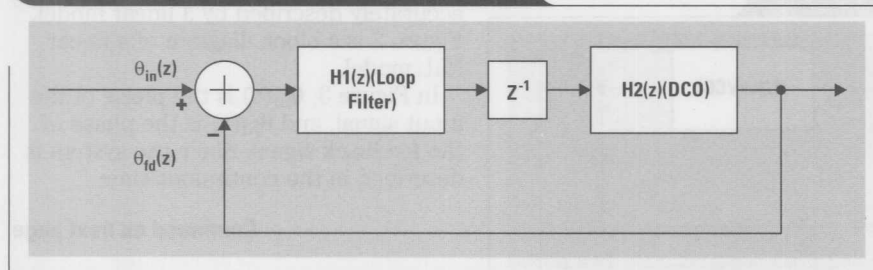 θin(z)
+
−
θfd(z)
H1(z)(Loop
Filter)
Z-1
H2(z)(DCO)